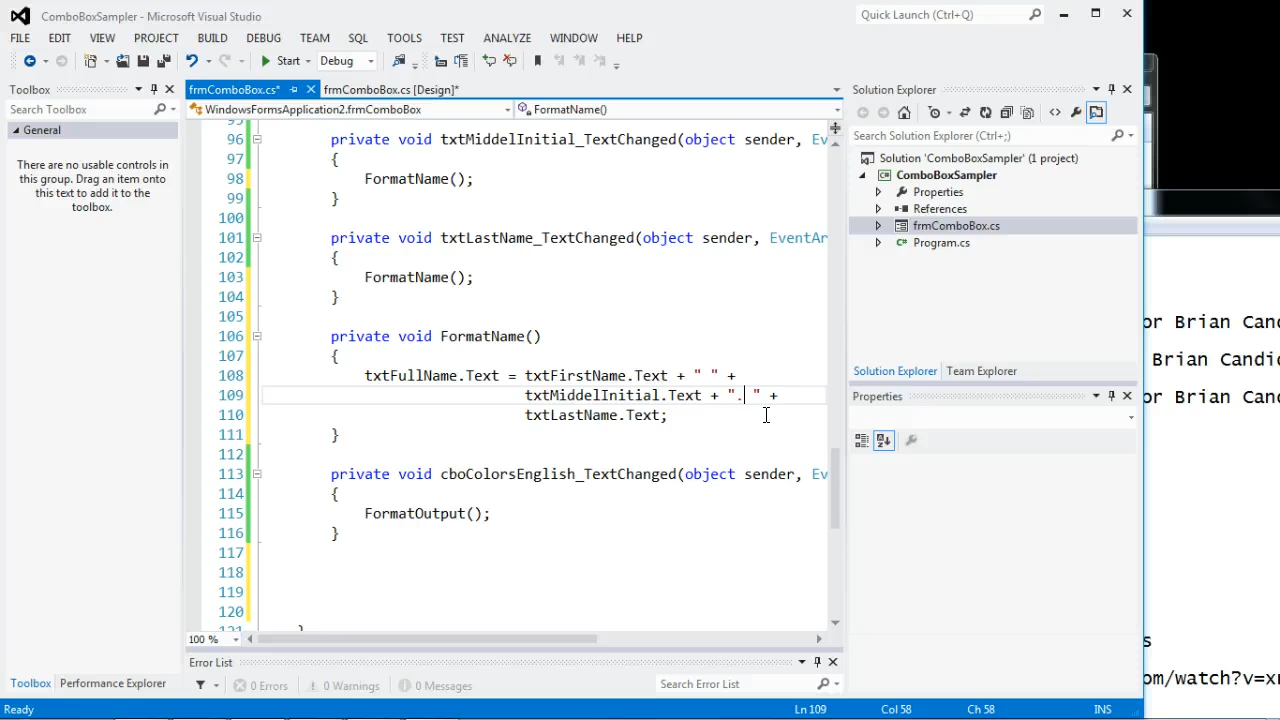 ComboBoxSampler - Microsoft Visual Studio
Quick Launch (Ctrl+Q)
FILE EDIT VIEW PROJECT BUILD DEBUG TEAM SQL TOOLS TEST ANALYZE WINDOW HELP
Start Debug
Toolbox
frmComboBox.cs* frmComboBox.cs [Design]*
Solution Explorer
Search Toolbox
WindowsFormsApplication2.frmComboBox FormatName()
General
There are no usable controls in
this group. Drag an item onto
this text to add it to the
toolbox.
95
96 private void txtMiddelInitial_TextChanged(object sender, Ev
97 {
98 FormatName();
99 }
100
101 private void txtLastName_TextChanged(object sender, EventAr
102 {
103 FormatName();
104 }
105
106 private void FormatName()
107 {
108 txtFullName.Text = txtFirstName.Text + " " +
109 txtMiddelInitial.Text + ". " +
110 txtLastName.Text;
111 }
112
113 private void cboColorsEnglish_TextChanged(object sender, Ev
114 {
115 FormatOutput();
116 }
117
118
119
120
121 }
100 %
Search Solution Explorer (Ctrl+;)
Solution 'ComboBoxSampler' (1 project)
ComboBoxSampler
Properties
References
frmComboBox.cs
Program.cs
Solution Explorer Team Explorer
Properties
or Brian Cand
Brian Candic
or Brian Cand
s
om/watch?v=xr
Error List
0 Errors 0 Warnings 0 Messages
Search Error List
Toolbox Performance Explorer
Ready Ln 109 Col 58 Ch 58 INS